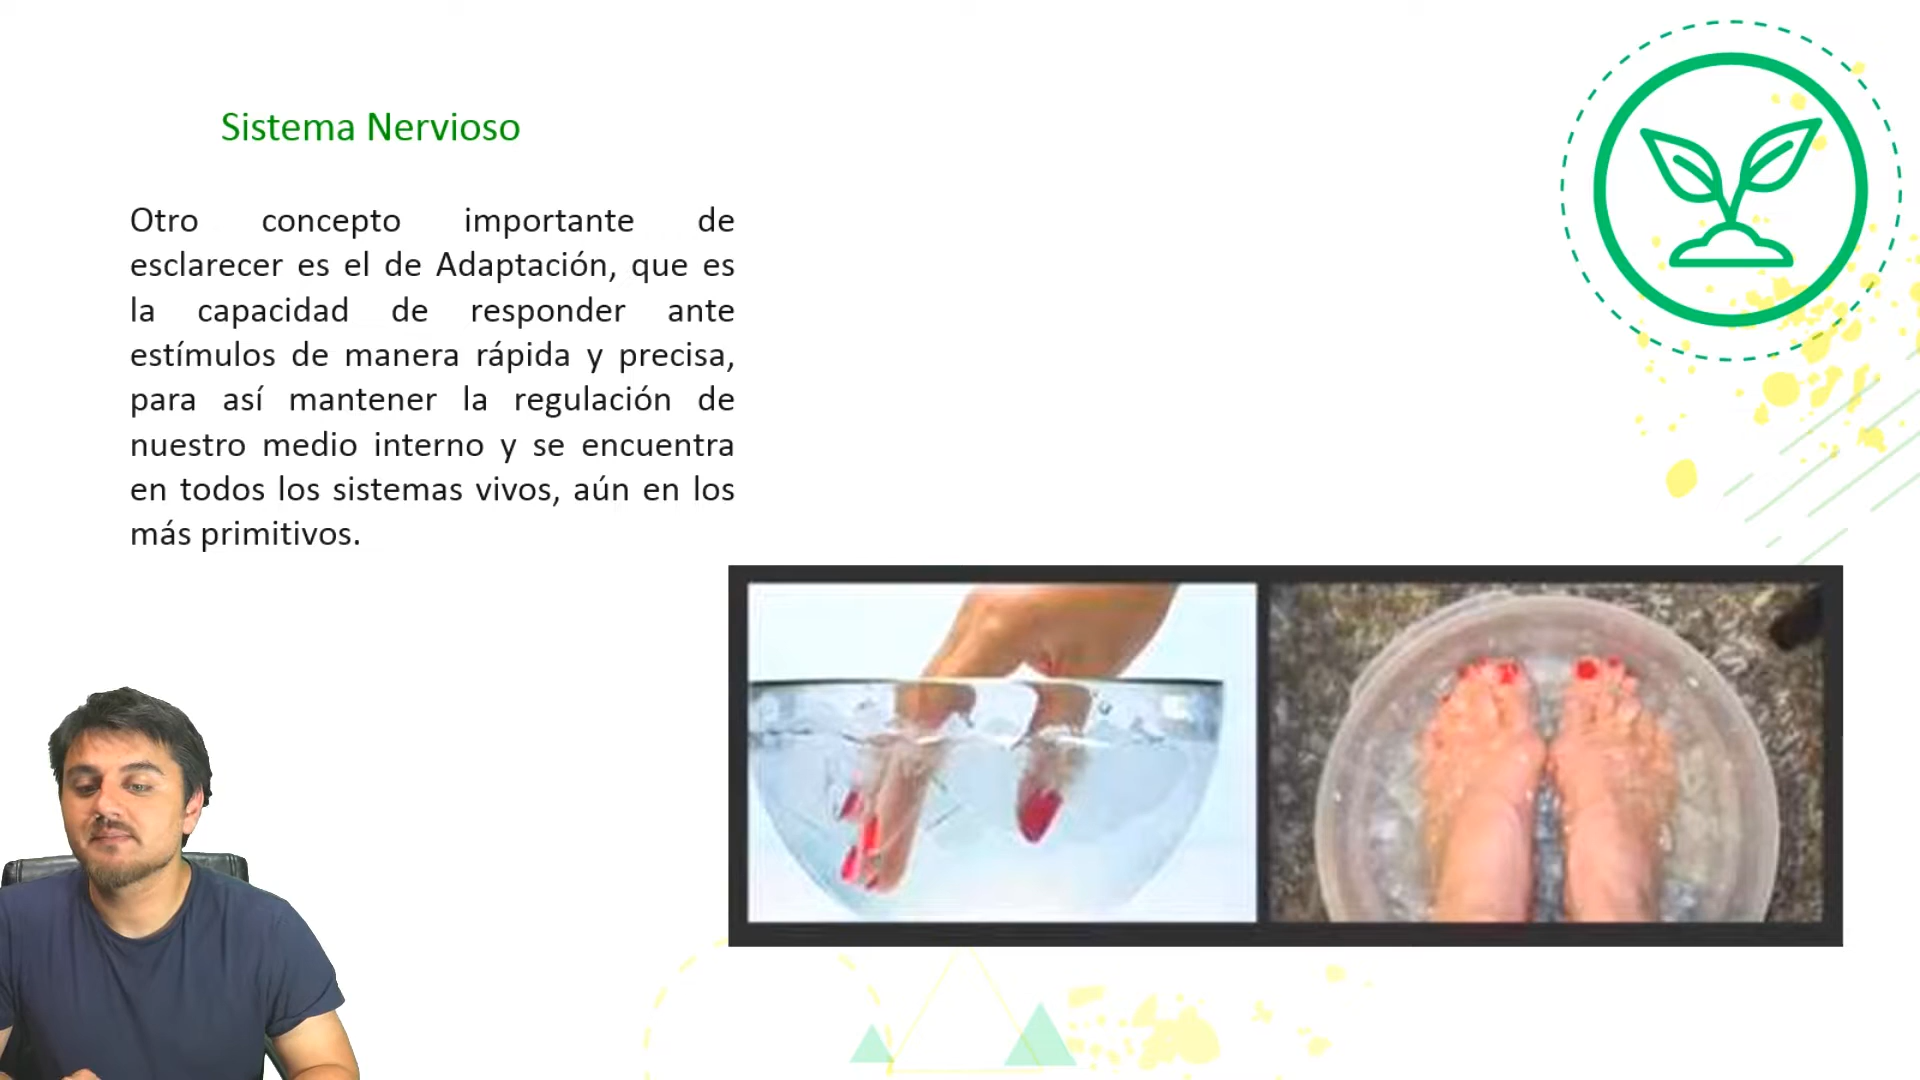 Sistema Nervioso
Otro concepto importante de
esclarecer es el de Adaptación, que es
la capacidad de responder ante
estímulos de manera rápida y precisa,
para así mantener la regulación de
nuestro medio interno y se encuentra
en todos los sistemas vivos, aún en los
más primitivos.